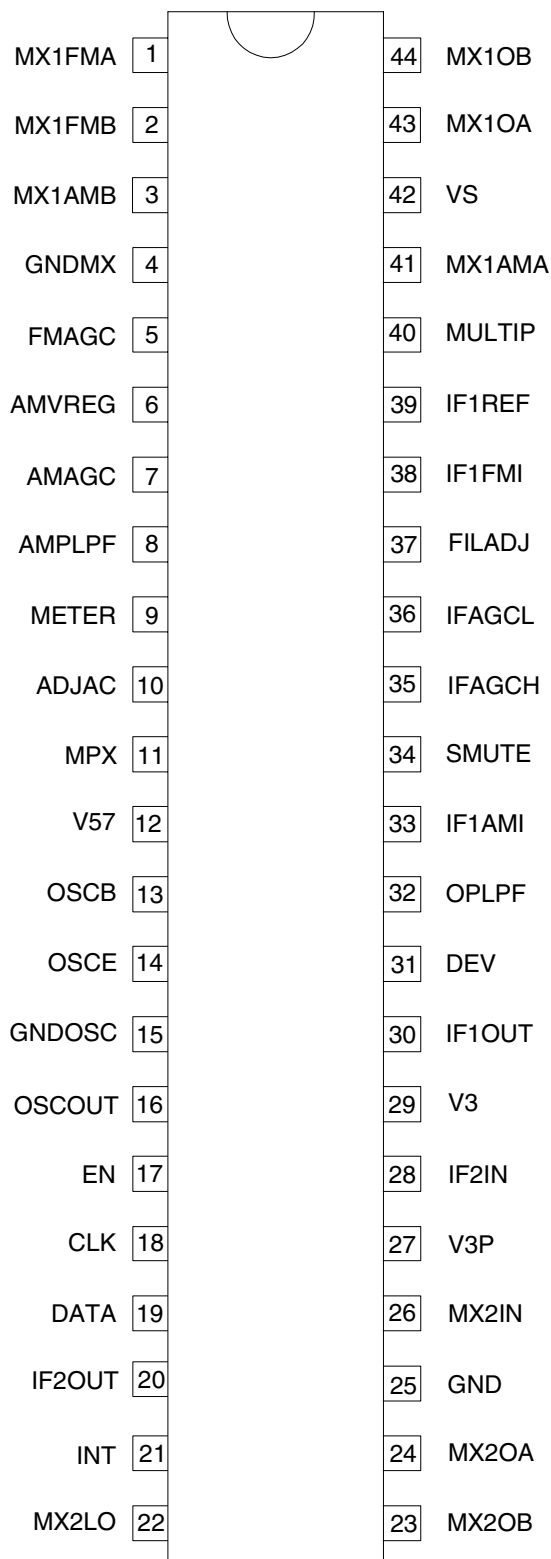 MX1FMA 1 44 MX1OB
MX1FMB 2 43 MX1OA
MX1AMB 3 42 VS
GNDMX 4 41 MX1AMA
FMAGC 5 40 MULTIP
AMVREG 6 39 IF1REF
AMAGC 7 38 IF1FMI
AMPLPF 8 37 FILADJ
METER 9 36 IFAGCL
ADJAC 10 35 IFAGCH
MPX 11 34 SMUTE
V57 12 33 IF1AMI
OSCB 13 32 OPLPF
OSCE 14 31 DEV
GNDOSC 15 30 IF1OUT
OSCOUT 16 29 V3
EN 17 28 IF2IN
CLK 18 27 V3P
DATA 19 26 MX2IN
IF2OUT 20 25 GND
INT 21 24 MX2OA
MX2LO 22 23 MX2OB